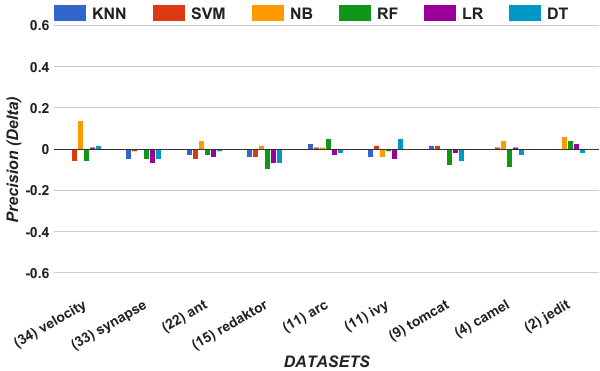 KNN SVM NB RF LR DT
0.6
0.4
0.2
0
-0.2
-0.4
-0.6
Precision (Delta)
(34) velocity
(33) synapse
(22) ant
(15) redaktor
(11) arc
(11) ivy
(9) tomcat
(4) camel
(2) jedit
DATASETS